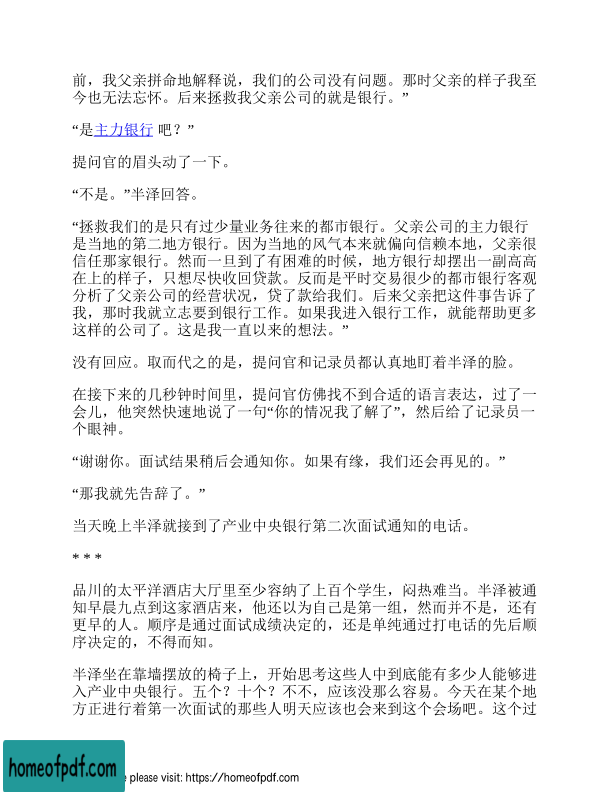 前，我父亲拼命地解释说，我们的公司没有问题。那时父亲的样子我至
今也无法忘怀。后来拯救我父亲公司的就是银行。”
“是主力银行 吧？”
提问官的眉头动了一下。
“不是。”半泽回答。
“拯救我们的是只有过少量业务往来的都市银行。父亲公司的主力银行
是当地的第二地方银行。因为当地的风气本来就偏向信赖本地，父亲很
信任那家银行。然而一旦到了有困难的时候，地方银行却摆出一副高高
在上的样子，只想尽快收回贷款。反而是平时交易很少的都市银行客观
分析了父亲公司的经营状况，贷了款给我们。后来父亲把这件事告诉了
我，那时我就立志要到银行工作。如果我进入银行工作，就能帮助更多
这样的公司了。这是我一直以来的想法。”
没有回应。取而代之的是，提问官和记录员都认真地盯着半泽的脸。
在接下来的几秒钟时间里，提问官仿佛找不到合适的语言表达，过了一
会儿，他突然快速地说了一句“你的情况我了解了”，然后给了记录员一
个眼神。
“谢谢你。面试结果稍后会通知你。如果有缘，我们还会再见的。”
“那我就先告辞了。”
当天晚上半泽就接到了产业中央银行第二次面试通知的电话。
* * *
品川的太平洋酒店大厅里至少容纳了上百个学生，闷热难当。半泽被通
知早晨九点到这家酒店来，他还以为自己是第一组，然而并不是，还有
更早的人。顺序是通过面试成绩决定的，还是单纯通过打电话的先后顺
序决定的，不得而知。
半泽坐在靠墙摆放的椅子上，开始思考这些人中到底能有多少人能够进
入产业中央银行。五个？十个？不不，应该没那么容易。今天在某个地
方正进行着第一次面试的那些人明天应该也会来到这个会场吧。这个过
homeofpdf.com
e please visit: https://homeofpdf.com